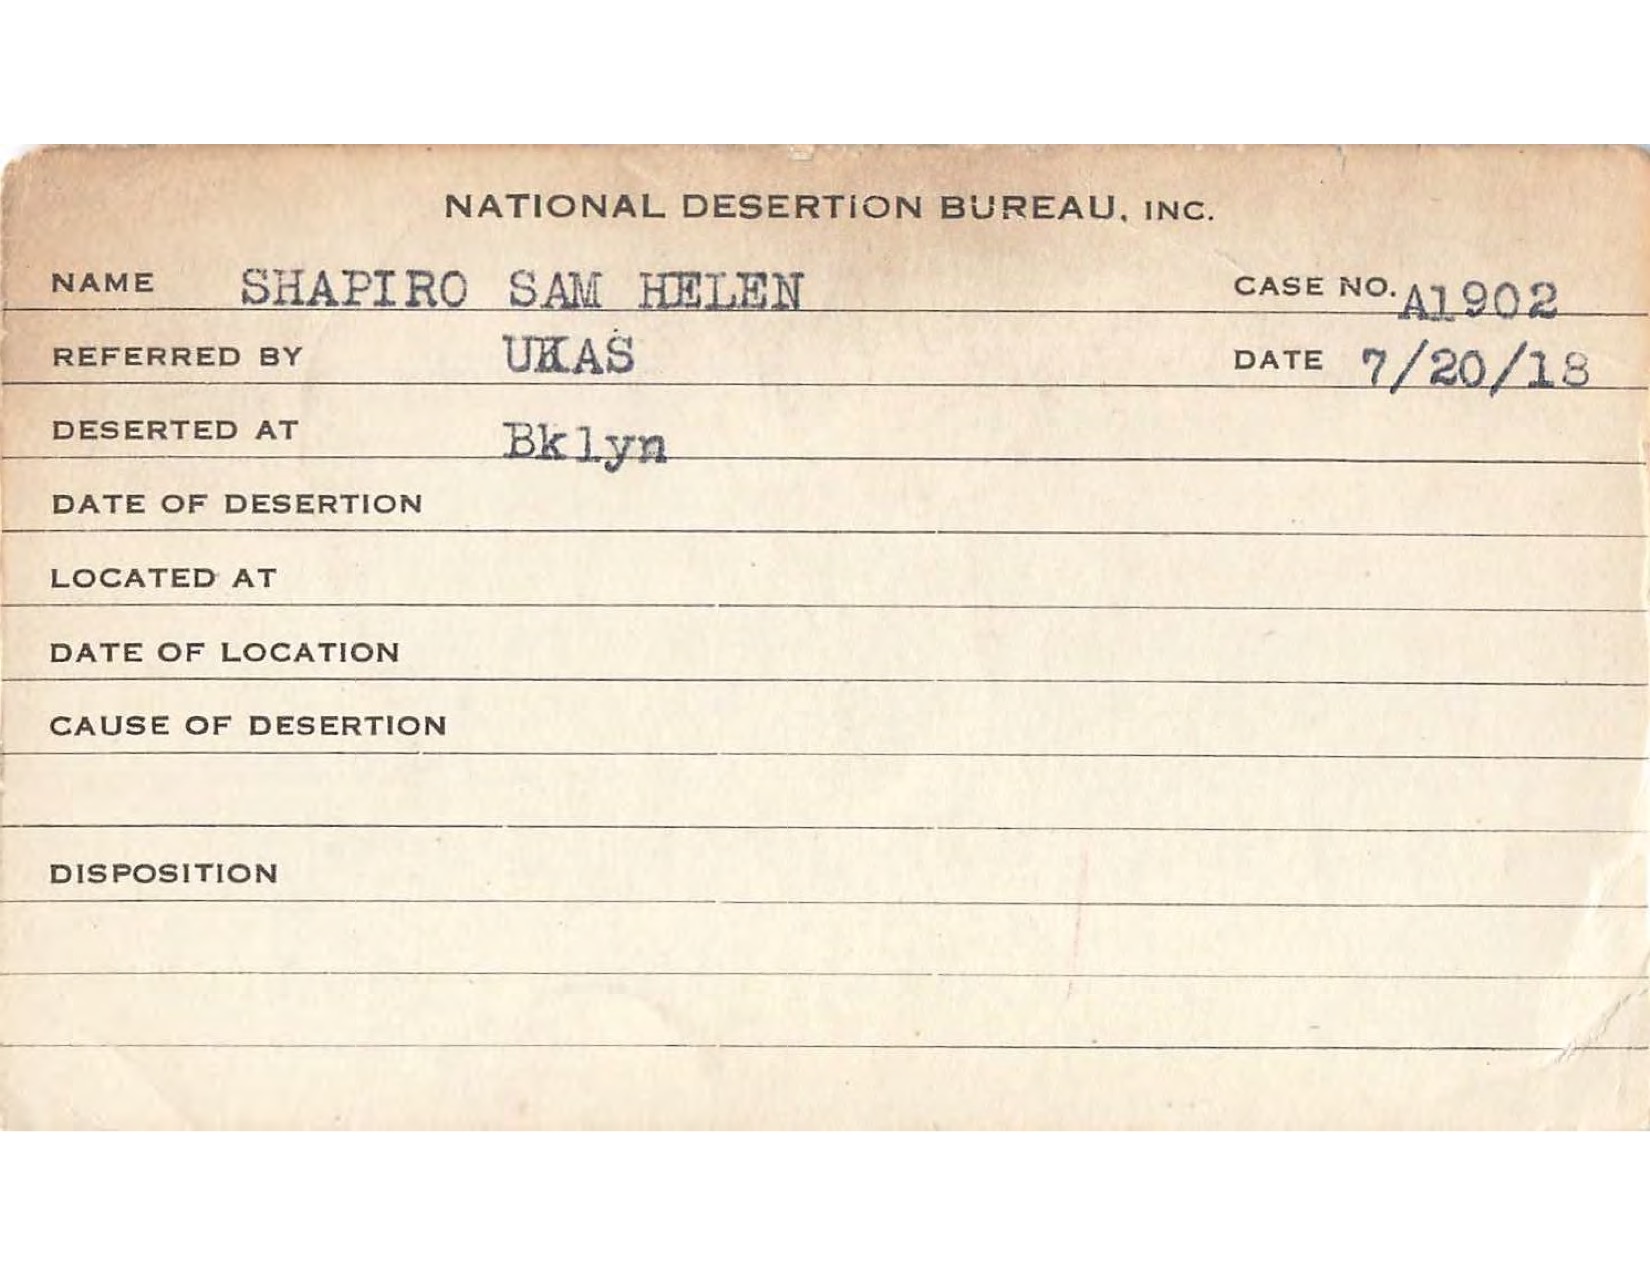 NATIONAL DESERTION BUREAU, INC.
NAME SHAPIRO SAM HELEN CASE NO. A1902
REFERRED BY DATE 7/20/18
DESERTED AT Bklyn
DATE OF DESERTION
LOCATED AT
DATE OF LOCATION
CAUSE OF DESERTION
DISPOSITION